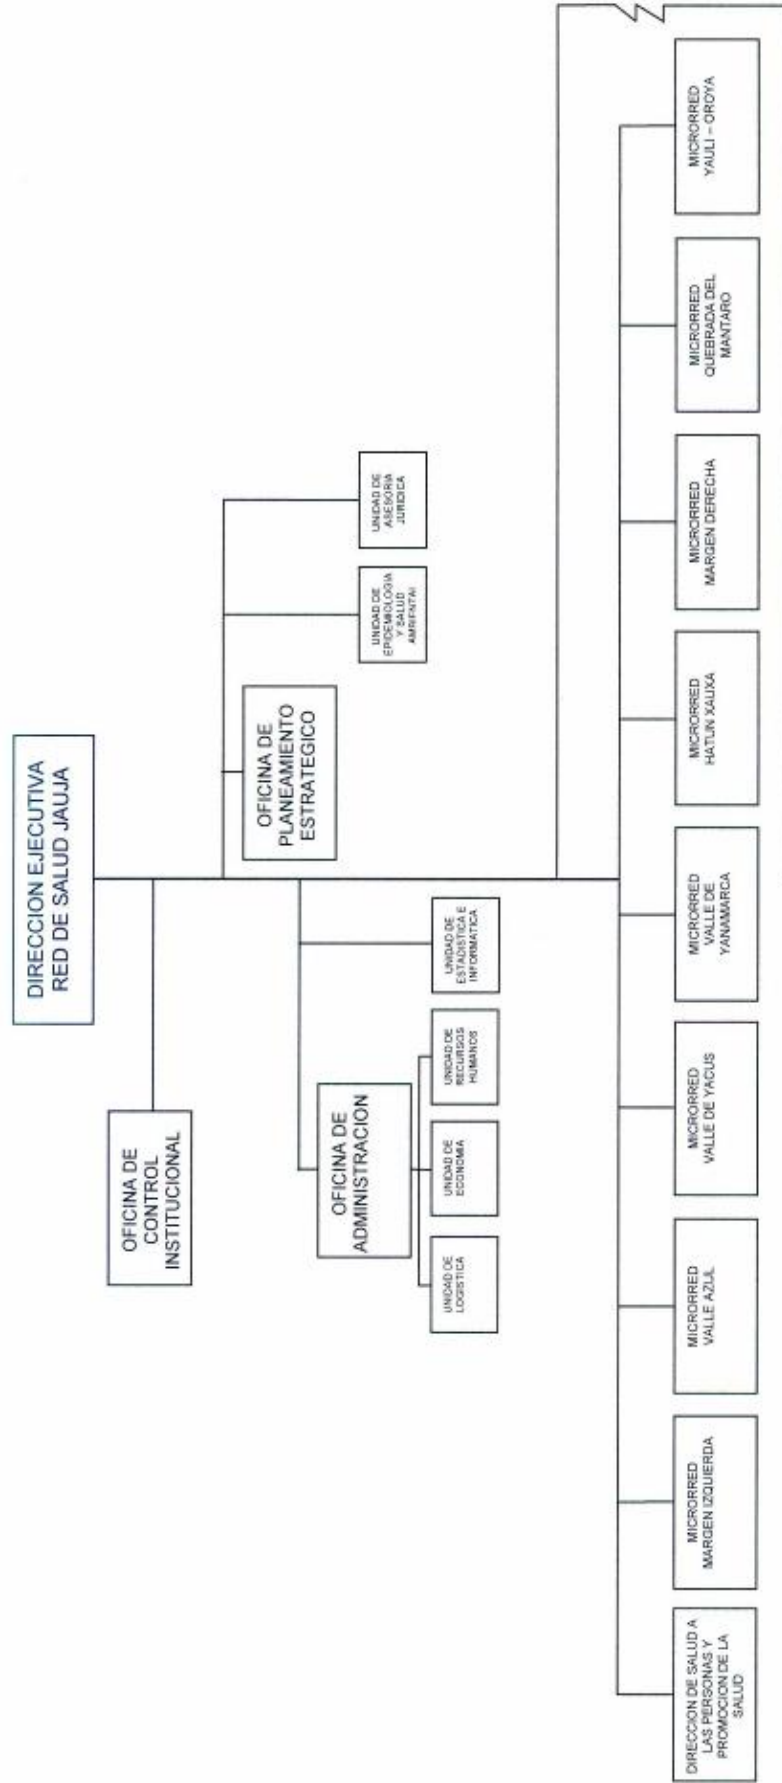 DIRECCION EJECUTIVA
RED DE SALUD JAUJA
OFICINA DE
CONTROL
INSTITUCIONAL
OFICINA DE
PLANEAMIENTO
ESTRATEGICO
UNIDAD DE
EPIDEMIOLOGIA
Y SALUD
AMBIENTAL
UNIDAD DE
ASESORIA
JURIDICA
OFICINA DE
ADMINISTRACION
UNIDAD DE
LOGISTICA
UNIDAD DE
ECONOMIA
UNIDAD DE
RECURSOS
HUMANOS
UNIDAD DE
ESTADISTICA E
INFORMATICA
DIRECCION DE SALUD A
LAS PERSONAS Y
PROMOCION DE LA
SALUD
MICRORRED
MARGEN IZQUIERDA
MICRORRED
VALLE AZUL
MICRORRED
VALLE DE YACUS
MICRORRED
VALLE DE
YANAMARCA
MICRORRED
HATUN XAUXA
MICRORRED
MARGEN DERECHA
MICRORRED
QUEBRADA DEL
MANTARO
MICRORRED
YAULI – OROYA